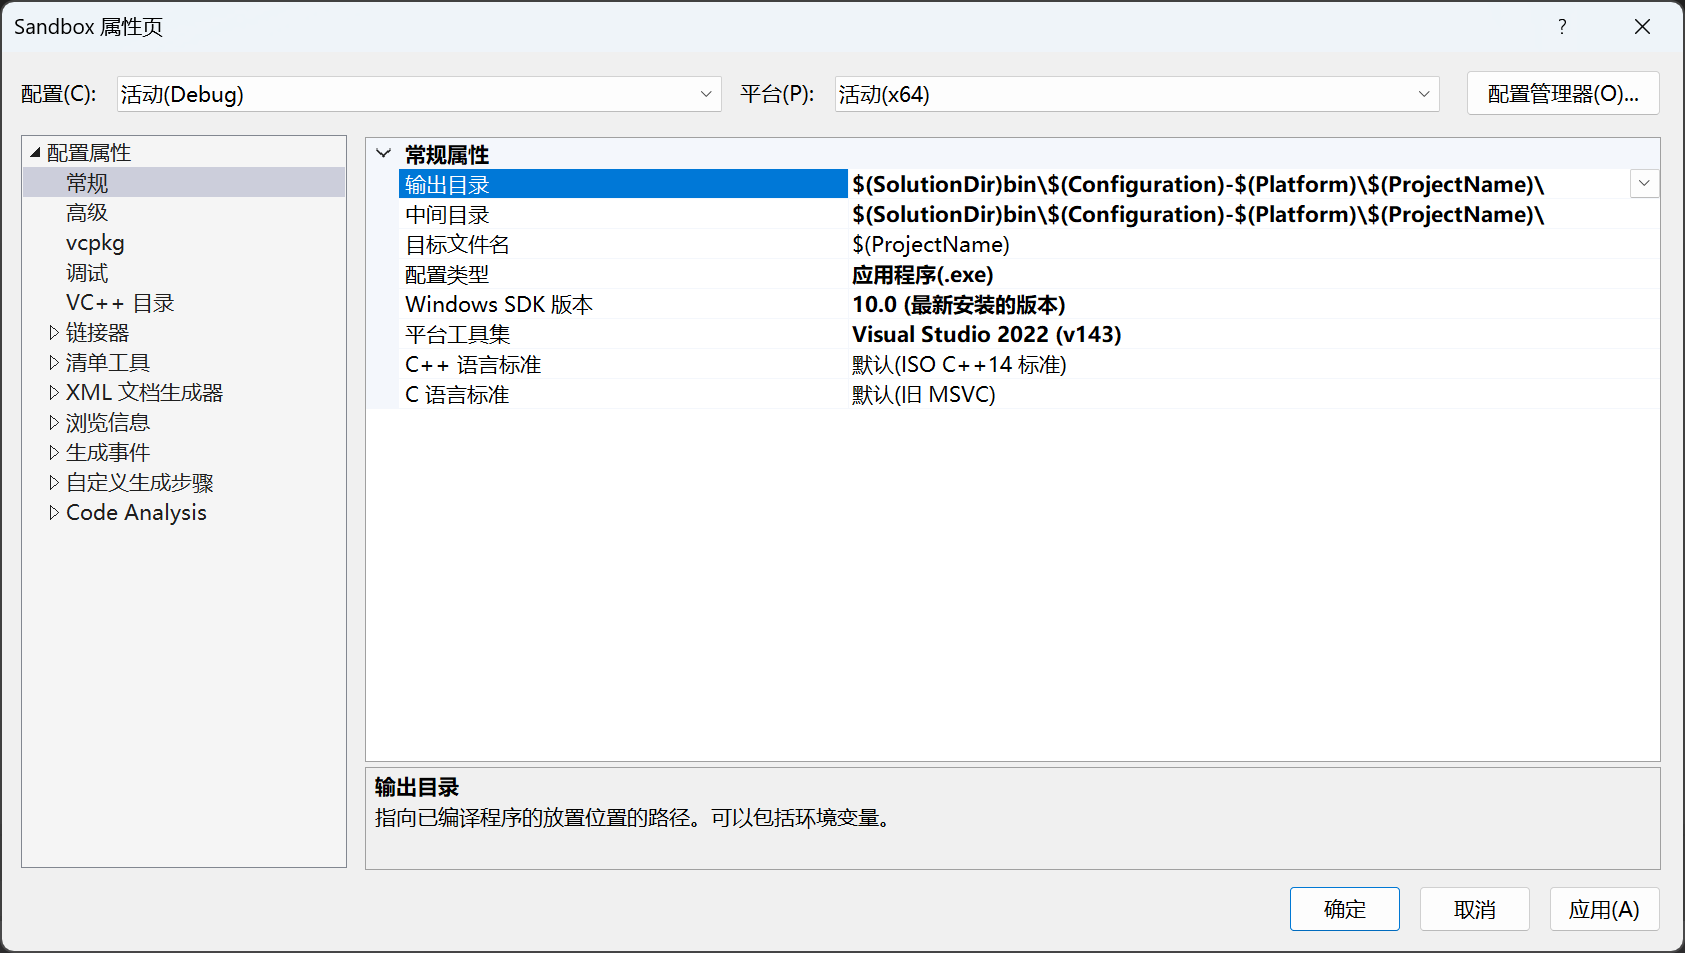 Sandbox 属性页
?
配置(C): 活动(Debug) 平台(P): 活动(x64) 配置管理器(O)...
配置属性
常规
高级
vcpkg
调试
VC++ 目录
链接器
清单工具
XML 文档生成器
浏览信息
生成事件
自定义生成步骤
Code Analysis
常规属性
输出目录 $(SolutionDir)bin\$(Configuration)-$(Platform)\$(ProjectName)\
中间目录 $(SolutionDir)bin\$(Configuration)-$(Platform)\$(ProjectName)\
目标文件名 $(ProjectName)
配置类型 应用程序(.exe)
Windows SDK 版本 10.0 (最新安装的版本)
平台工具集 Visual Studio 2022 (v143)
C++ 语言标准 默认(ISO C++14 标准)
C 语言标准 默认(旧 MSVC)
输出目录
指向已编译程序的放置位置的路径。可以包括环境变量。
确定 取消 应用(A)